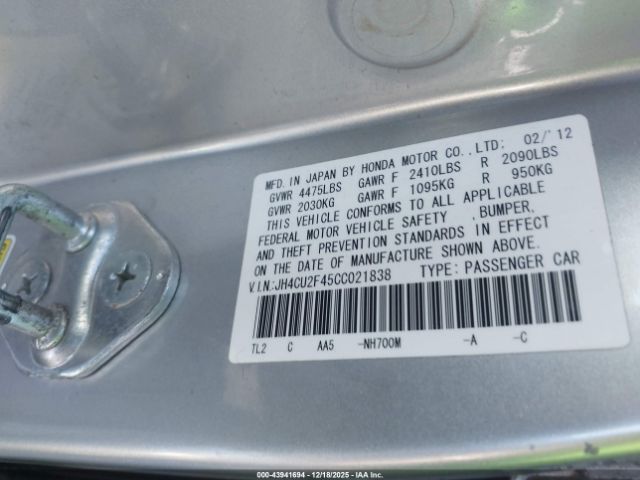 MFD. IN JAPAN BY HONDA MOTOR CO., LTD: 02/'12
GVWR 4475LBS GAWR F 2410LBS R 2090LBS
GVWR 2030KG GAWR F 1095KG R 950KG
THIS VEHICLE CONFORMS TO ALL APPLICABLE
FEDERAL MOTOR VEHICLE SAFETY , BUMPER,
AND THEFT PREVENTION STANDARDS IN EFFECT
ON THE DATE OF MANUFACTURE SHOWN ABOVE.
V.I.N.:JH4CU2F45CC021838 TYPE: PASSENGER CAR
TL2 C AA5 -NH700M -A -C
000-43941694 - 12/18/2025 - IAA Inc.